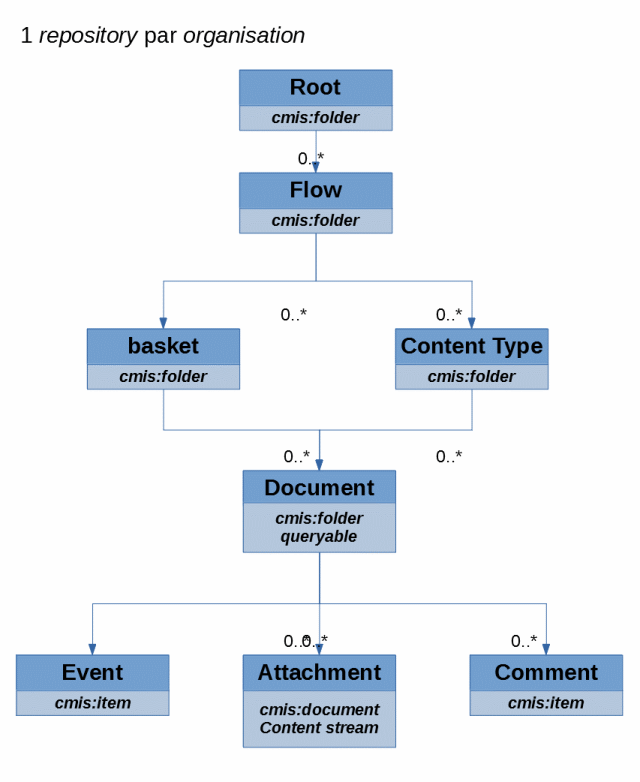 1 repository par organisation
Root
cmis:folder
0..*
Flow
cmis:folder
0..*
0..*
basket
Content Type
cmis:folder
cmis:folder
0..*
0..*
Document
cmis:folder
queryable
0..*
0..*
0..*
Event
Attachment
Comment
cmis:item
cmis:document
Content stream
cmis:item